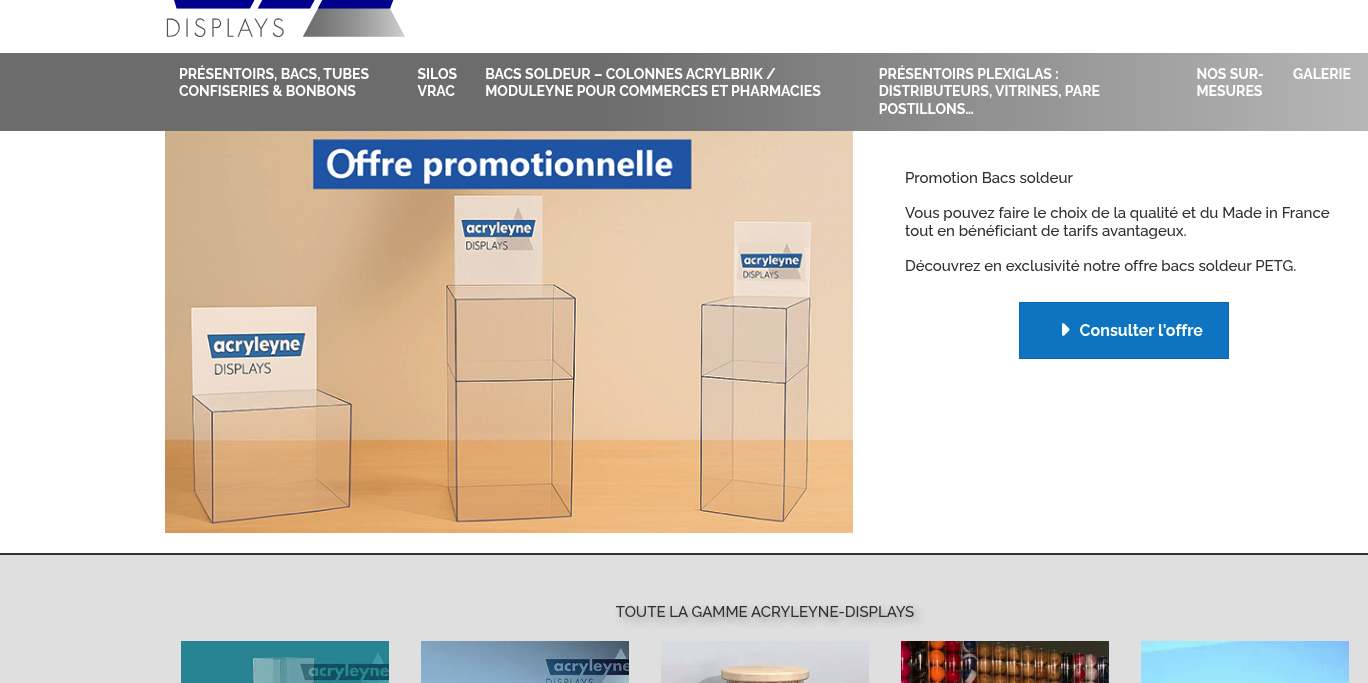 DISPLAYS
PRÉSENTOIRS, BACS, TUBES
CONFISERIES & BONBONS
SILOS
VRAC
BACS SOLDEUR – COLONNES ACRYLBRIK /
MODULEYNE POUR COMMERCES ET PHARMACIES
PRÉSENTOIRS PLEXIGLAS :
DISTRIBUTEURS, VITRINES, PARE
POSTILLONS…
NOS SUR-
MESURES
GALERIE
Offre promotionnelle
acryleyne
DISPLAYS
acryleyne
DISPLAYS
acryleyne
DISPLAYS
Promotion Bacs soldeur
Vous pouvez faire le choix de la qualité et du Made in France
tout en bénéficiant de tarifs avantageux.
Découvrez en exclusivité notre offre bacs soldeur PETG.
Consulter l'offre
TOUTE LA GAMME ACRYLEYNE-DISPLAYS
acryleyne
acryleyne
DISPLAYS